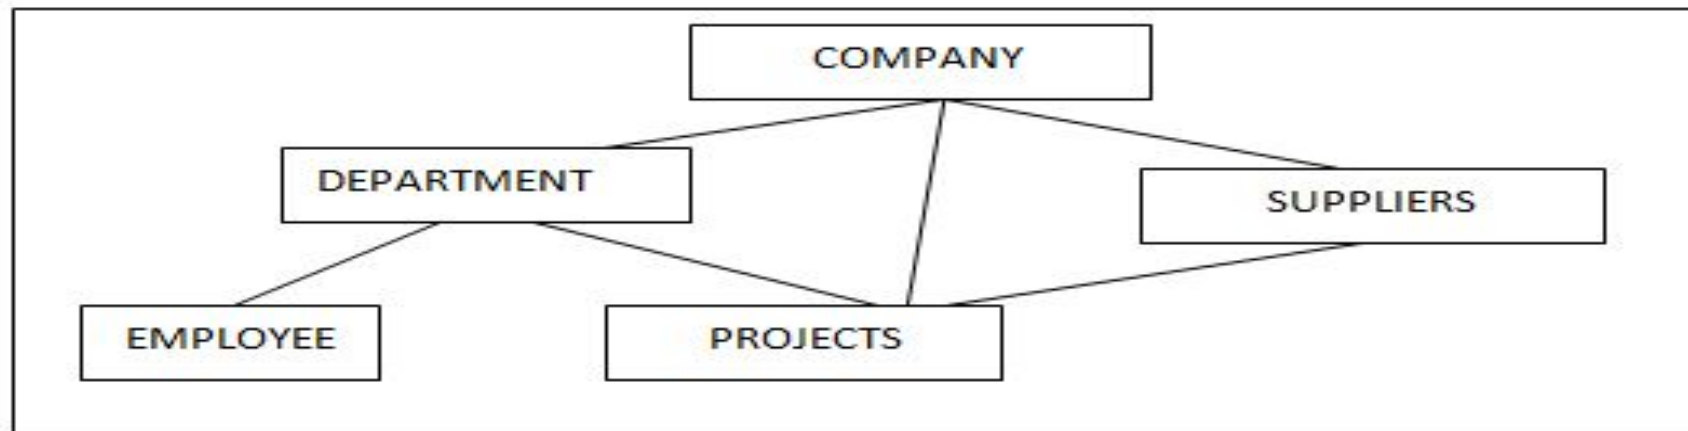 COMPANY
DEPARTMENT
SUPPLIERS
EMPLOYEE
PROJECTS